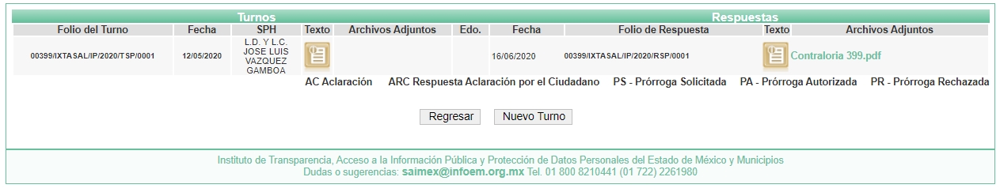 Turnos Respuestas
Folio del Turno Fecha SPH Texto Archivos Adjuntos Edo. Fecha Folio de Respuesta Texto Archivos Adjuntos
00399/IXTASAL/IP/2020/TSP/0001 12/05/2020 L.D. Y L.C. JOSE LUIS VAZQUEZ GAMBOA 16/06/2020 00399/IXTASAL/IP/2020/RSP/0001 Contraloria 399.pdf
AC Aclaración ARC Respuesta Aclaración por el Ciudadano PS - Prórroga Solicitada PA - Prórroga Autorizada PR - Prórroga Rechazada
Regresar Nuevo Turno
Instituto de Transparencia, Acceso a la Información Pública y Protección de Datos Personales del Estado de México y Municipios
Dudas o sugerencias: saimex@infoem.org.mx Tel. 01 800 8210441 (01 722) 2261980